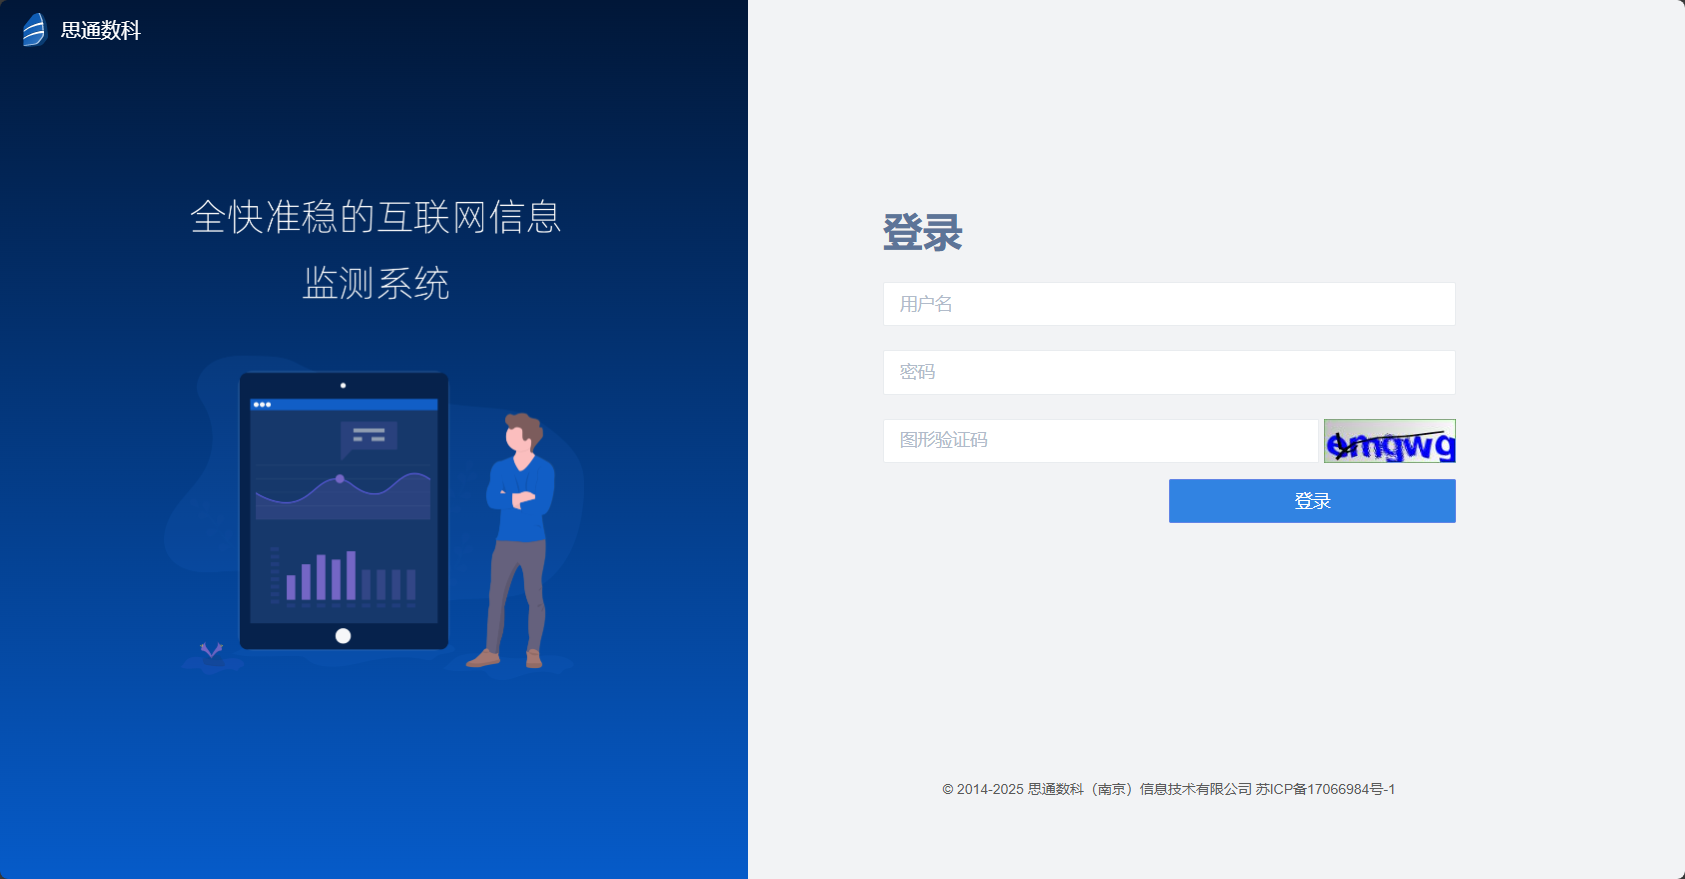 思通数科
全快准稳的互联网信息
监测系统
登录
用户名
密码
图形验证码
emgwg
登录
© 2014-2025 思通数科（南京）信息技术有限公司 苏ICP备17066984号-1